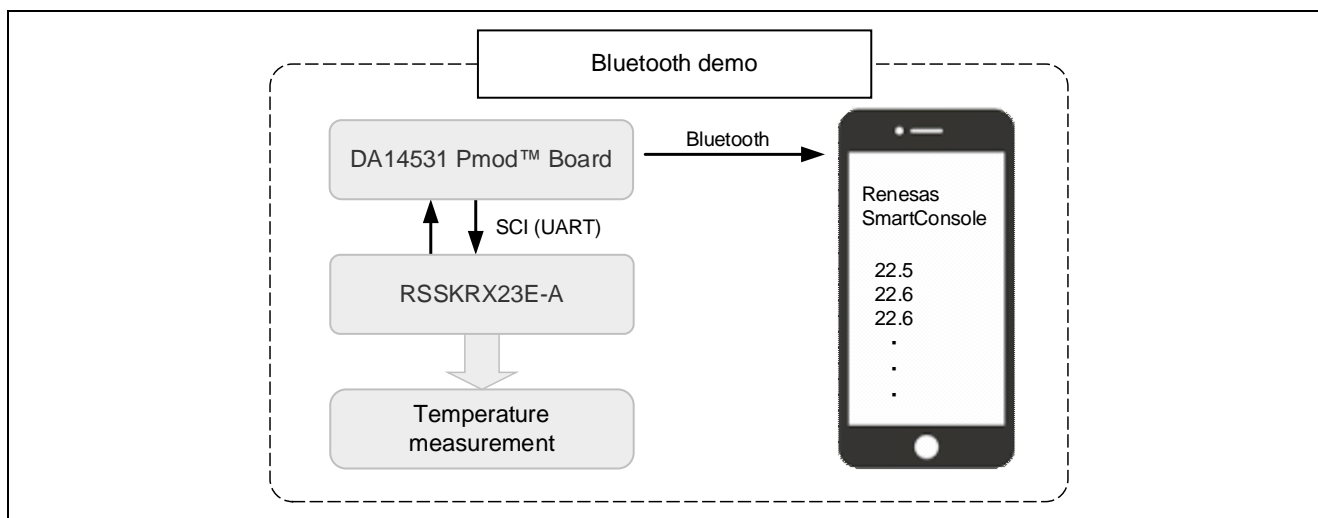 Bluetooth demo
DA14531 Pmod™ Board
Bluetooth
SCI (UART)
RSSKRX23E-A
Temperature
measurement
Renesas
SmartConsole
22.5
22.6
22.6
.
.
.